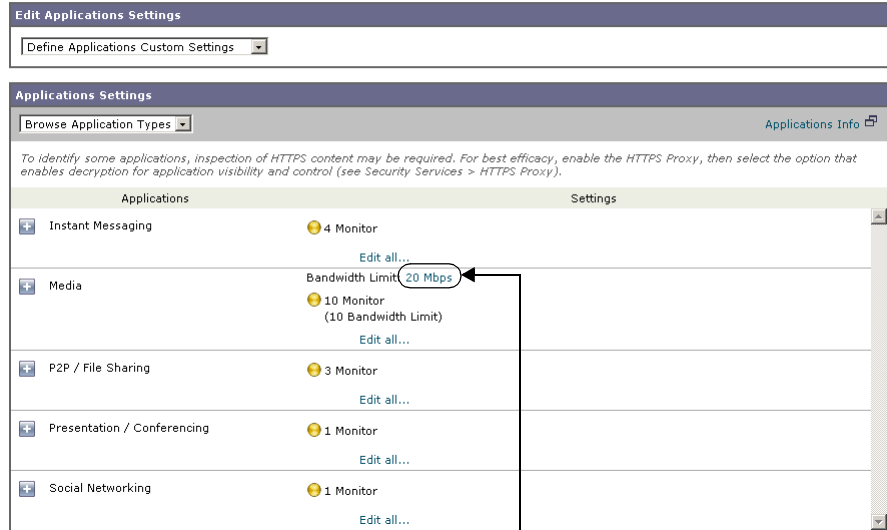 Edit Applications Settings
Define Applications Custom Settings
Applications Settings
Browse Application Types
Applications Info
To identify some applications, inspection of HTTPS content may be required. For best efficacy, enable the HTTPS Proxy, then select the option that
enables decryption for application visibility and control (see Security Services > HTTPS Proxy).
Applications Settings
Instant Messaging 4 Monitor
Edit all...
Bandwidth Limit: 20 Mbps
Media 10 Monitor
(10 Bandwidth Limit)
Edit all...
P2P / File Sharing 3 Monitor
Edit all...
Presentation / Conferencing 1 Monitor
Edit all...
Social Networking 1 Monitor
Edit all...